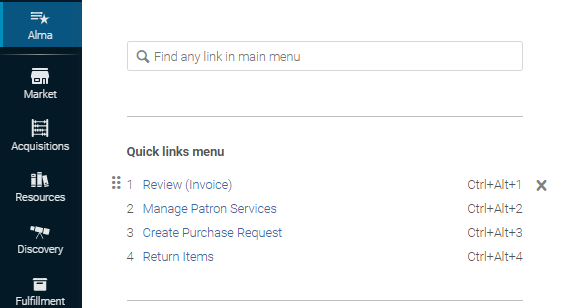 Alma
Market
Acquisitions
Resources
Discovery
Fulfillment
Find any link in main menu
Quick links menu
1 Review (Invoice) Ctrl+Alt+1
2 Manage Patron Services Ctrl+Alt+2
3 Create Purchase Request Ctrl+Alt+3
4 Return Items Ctrl+Alt+4